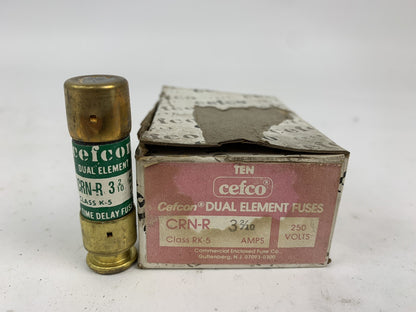 cefcon
DUAL ELEMENT
CRN-R 3 2/10
CLASS K-5
TIME DELAY FUSE
TEN
cefco®
Cefcon® DUAL ELEMENT FUSES
CRN-R 3 2/10 250
Class RK-5 AMPS VOLTS
Commercial Enclosed Fuse Co.
Guttenberg, N.J. 07093-0300